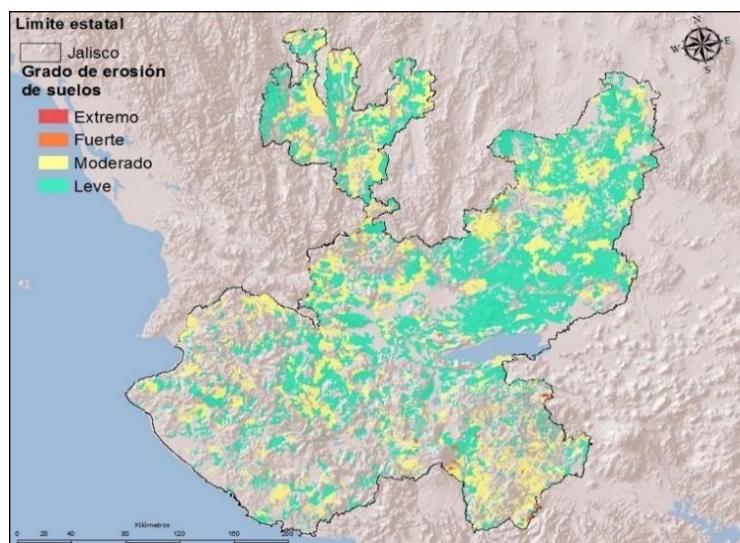 Límite estatal
Jalisco
Grado de erosión
de suelos
Extremo
Fuerte
Moderado
Leve
N
W E
S
Kilómetros
0 20 40 80 120 160 200